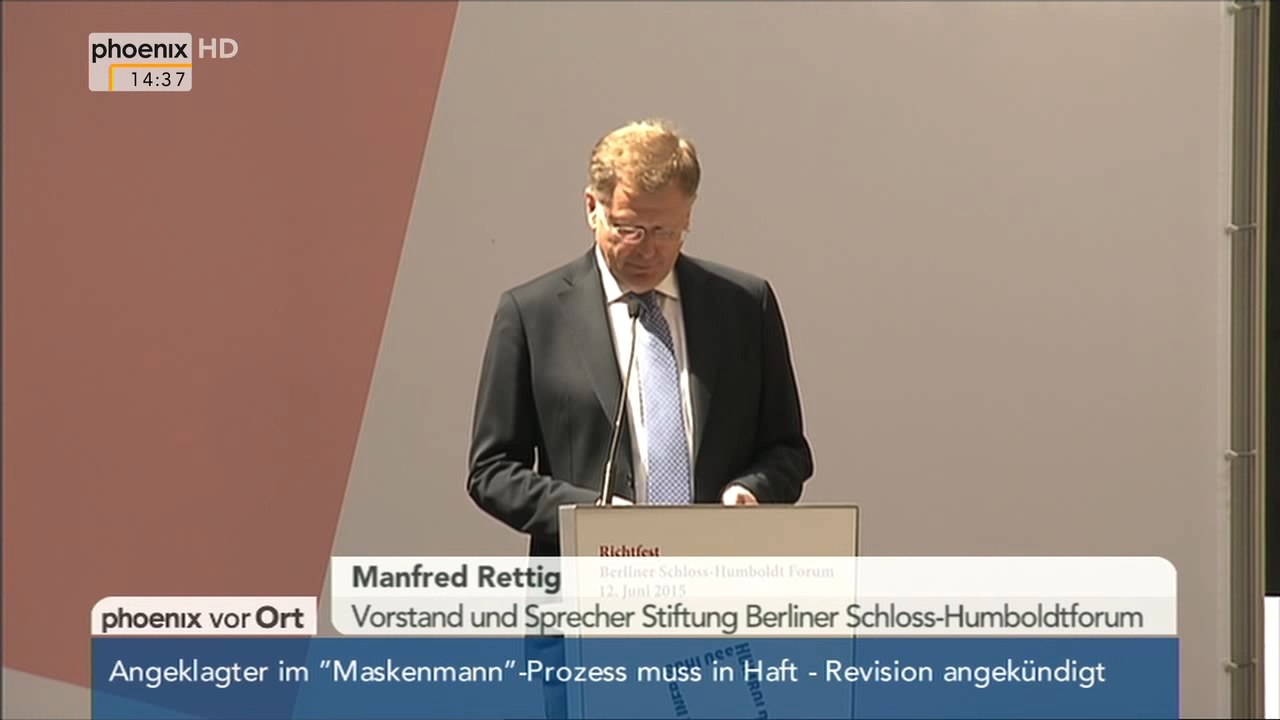 phoenix HD
14:37
Richtfest
Berliner Schloss-Humboldt Forum
12. Juni 2015
Manfred Rettig
Vorstand und Sprecher Stiftung Berliner Schloss-Humboldtforum
phoenix vor Ort
Angeklagter im "Maskenmann"-Prozess muss in Haft - Revision angekündigt